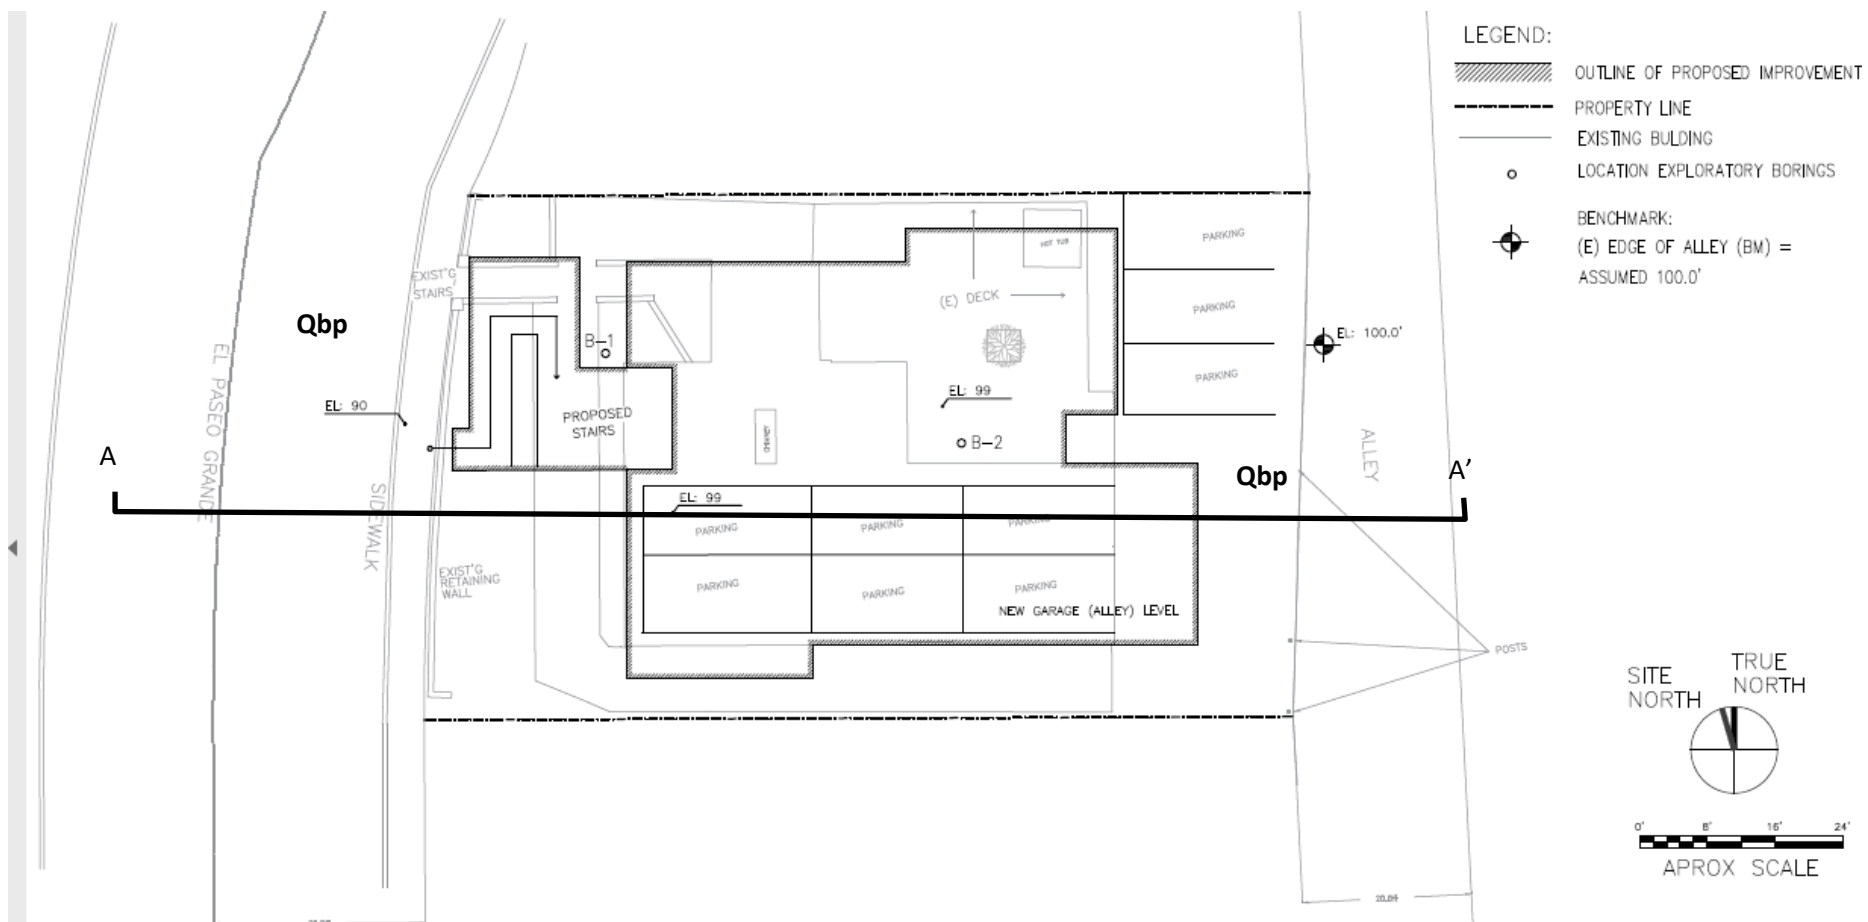 LEGEND:
OUTLINE OF PROPOSED IMPROVEMENT
PROPERTY LINE
EXISTING BULDING
LOCATION EXPLORATORY BORINGS
BENCHMARK:
(E) EDGE OF ALLEY (BM) =
ASSUMED 100.0'
PARKING
HOT TUB
EXIST'G
STAIRS
(E) DECK
PARKING
Qbp
B-1
EL: 100.0'
EL PASEO GRANDE
PARKING
EL: 99
EL: 90
PROPOSED
STAIRS
CHIMNEY
B-2
ALLEY
A
Qbp
A'
SIDEWALK
EL: 99
PARKING
PARKING
PARKING
EXIST'G
RETAINING
WALL
PARKING
PARKING
PARKING
NEW GARAGE (ALLEY) LEVEL
POSTS
SITE
NORTH
TRUE
NORTH
0'
8'
16'
24'
APROX SCALE